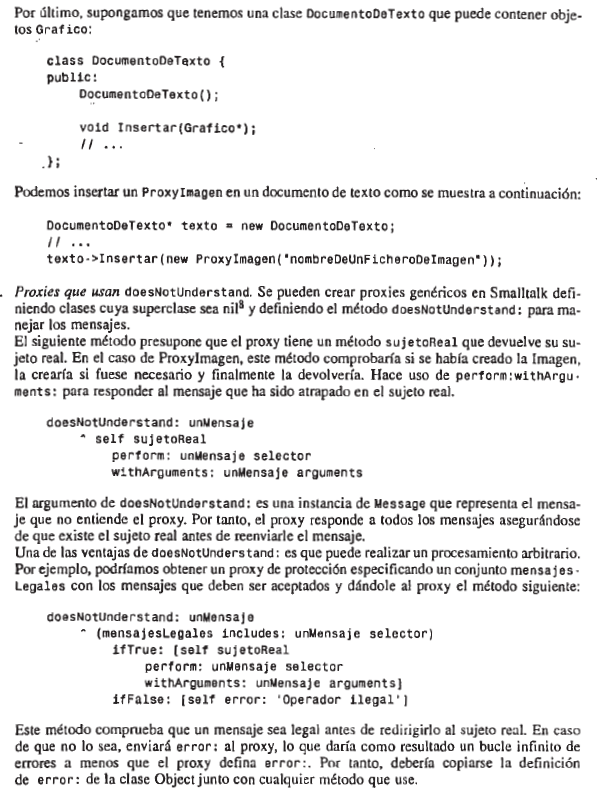 Por último, supongamos que tenemos una clase DocumentoDeTexto que puede contener obje-
tos Grafico:
class DocumentoDeTexto {
public:
DocumentoDeTexto();
void Insertar(Grafico*);
// ...
};
Podemos insertar un ProxyImagen en un documento de texto como se muestra a continuación:
DocumentoDeTexto* texto = new DocumentoDeTexto;
// ...
texto->Insertar(new ProxyImagen("nombreDeUnFicheroDeImagen"));
. Proxies que usan doesNotUnderstand. Se pueden crear proxies genéricos en Smalltalk defi-
niendo clases cuya superclase sea nil⁸ y definiendo el método doesNotUnderstand: para ma-
nejar los mensajes.
El siguiente método presupone que el proxy tiene un método sujetoReal que devuelve su su-
jeto real. En el caso de ProxyImagen, este método comprobaría si se había creado la Imagen,
la crearía si fuese necesario y finalmente la devolvería. Hace uso de perform:withArgu-
ments: para responder al mensaje que ha sido atrapado en el sujeto real.
doesNotUnderstand: unMensaje
^ self sujetoReal
perform: unMensaje selector
withArguments: unMensaje arguments
El argumento de doesNotUnderstand: es una instancia de Message que representa el mensa-
je que no entiende el proxy. Por tanto, el proxy responde a todos los mensajes asegurándose
de que existe el sujeto real antes de reenviarle el mensaje.
Una de las ventajas de doesNotUnderstand: es que puede realizar un procesamiento arbitrario.
Por ejemplo, podríamos obtener un proxy de protección especificando un conjunto mensajes-
Legales con los mensajes que deben ser aceptados y dándole al proxy el método siguiente:
doesNotUnderstand: unMensaje
^ (mensajesLegales includes: unMensaje selector)
ifTrue: [self sujetoReal
perform: unMensaje selector
withArguments: unMensaje arguments]
ifFalse: [self error: 'Operador ilegal']
Este método comprueba que un mensaje sea legal antes de redirigirlo al sujeto real. En caso
de que no lo sea, enviará error: al proxy, lo que daría como resultado un bucle infinito de
errores a menos que el proxy defina error:. Por tanto, debería copiarse la definición
de error: de la clase Object junto con cualquier método que use.